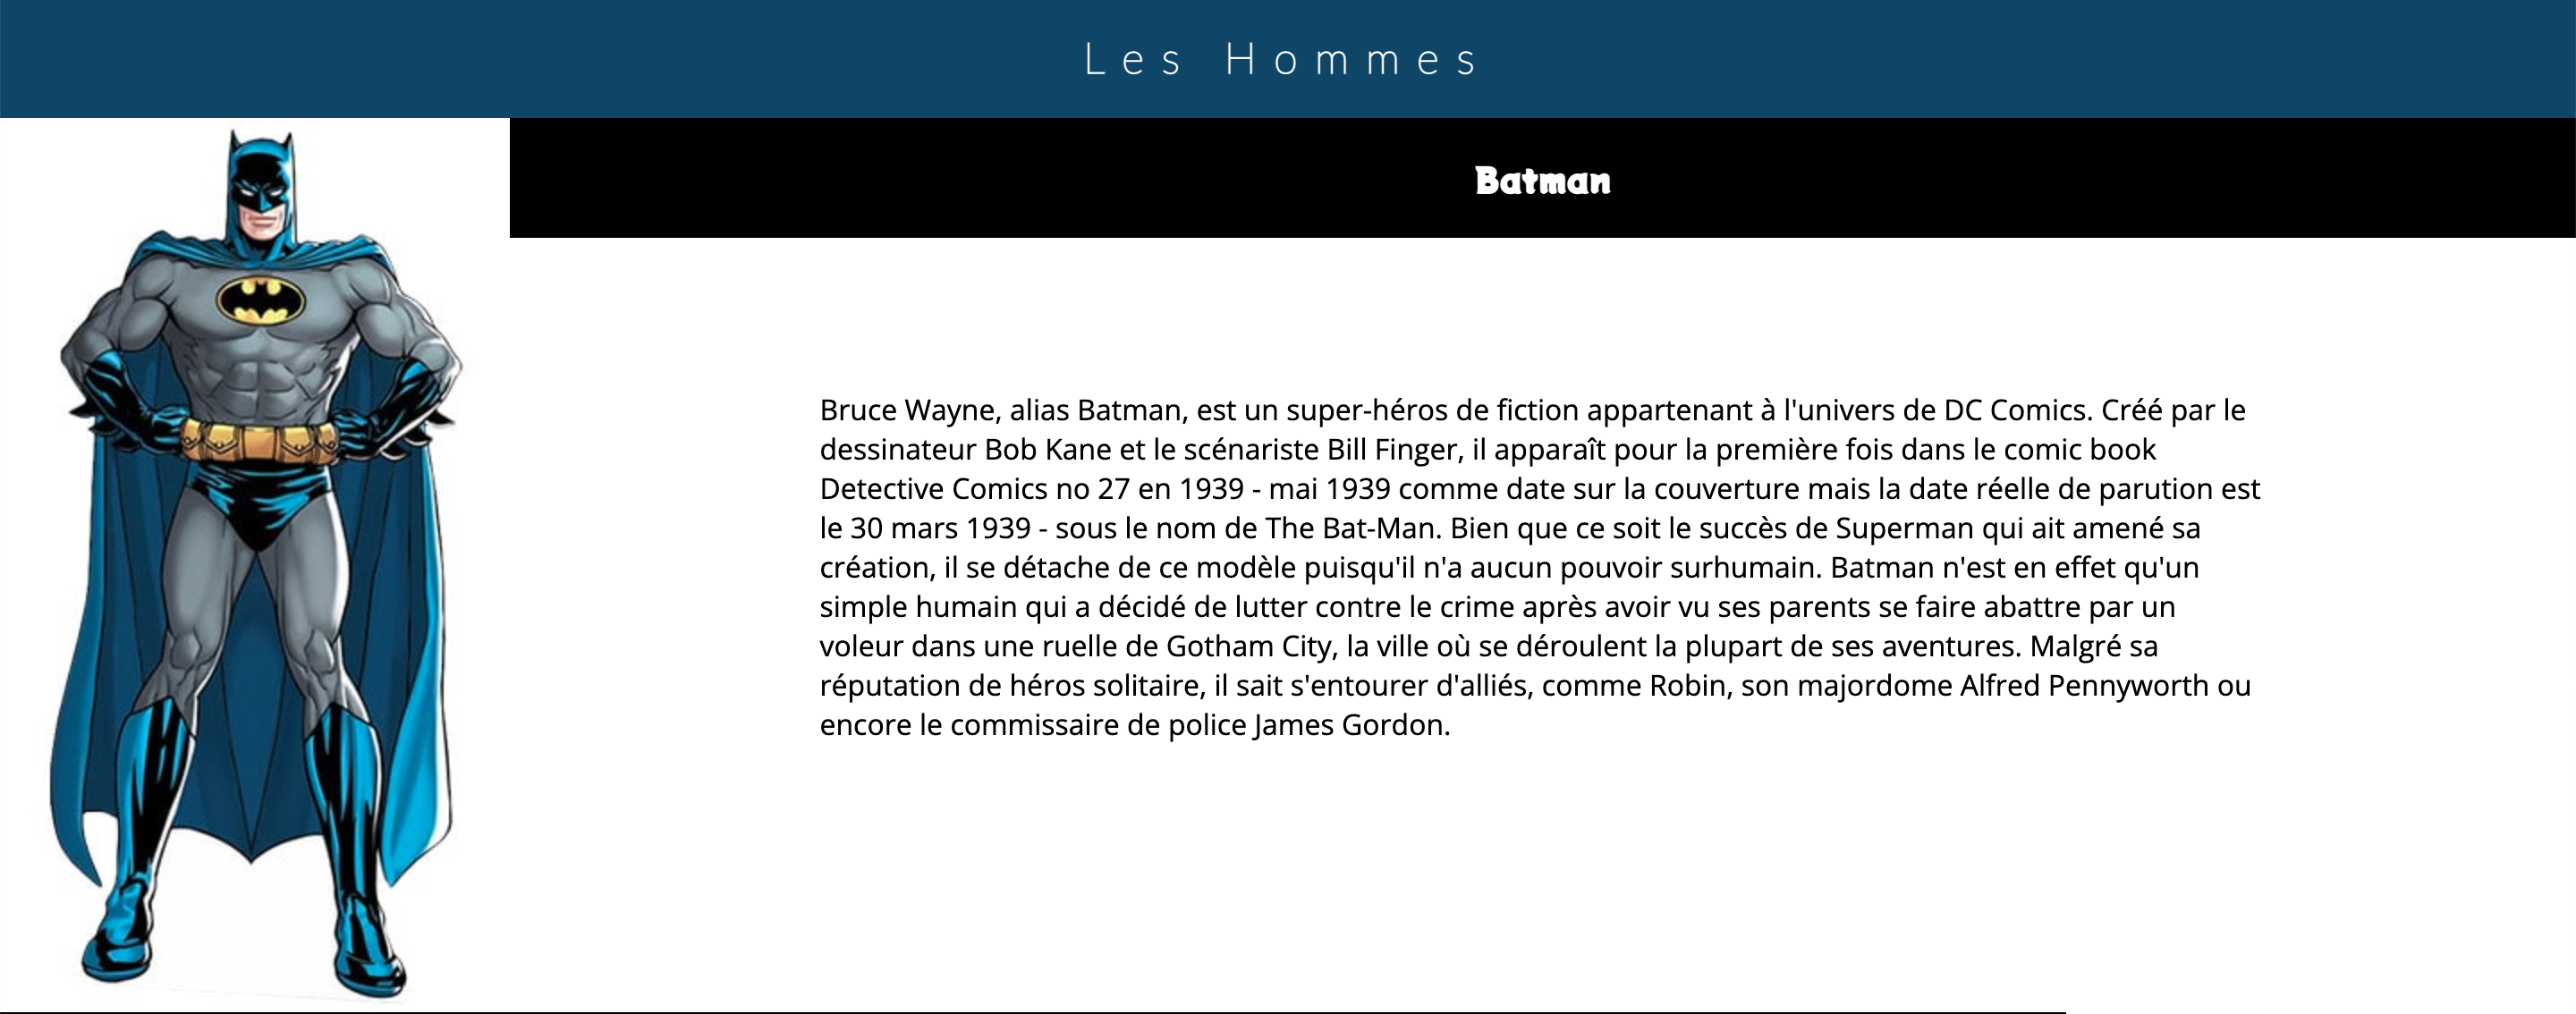 Les Hommes
Batman
Bruce Wayne, alias Batman, est un super-héros de fiction appartenant à l'univers de DC Comics. Créé par le
dessinateur Bob Kane et le scénariste Bill Finger, il apparaît pour la première fois dans le comic book
Detective Comics no 27 en 1939 - mai 1939 comme date sur la couverture mais la date réelle de parution est
le 30 mars 1939 - sous le nom de The Bat-Man. Bien que ce soit le succès de Superman qui ait amené sa
création, il se détache de ce modèle puisqu'il n'a aucun pouvoir surhumain. Batman n'est en effet qu'un
simple humain qui a décidé de lutter contre le crime après avoir vu ses parents se faire abattre par un
voleur dans une ruelle de Gotham City, la ville où se déroulent la plupart de ses aventures. Malgré sa
réputation de héros solitaire, il sait s'entourer d'alliés, comme Robin, son majordome Alfred Pennyworth ou
encore le commissaire de police James Gordon.